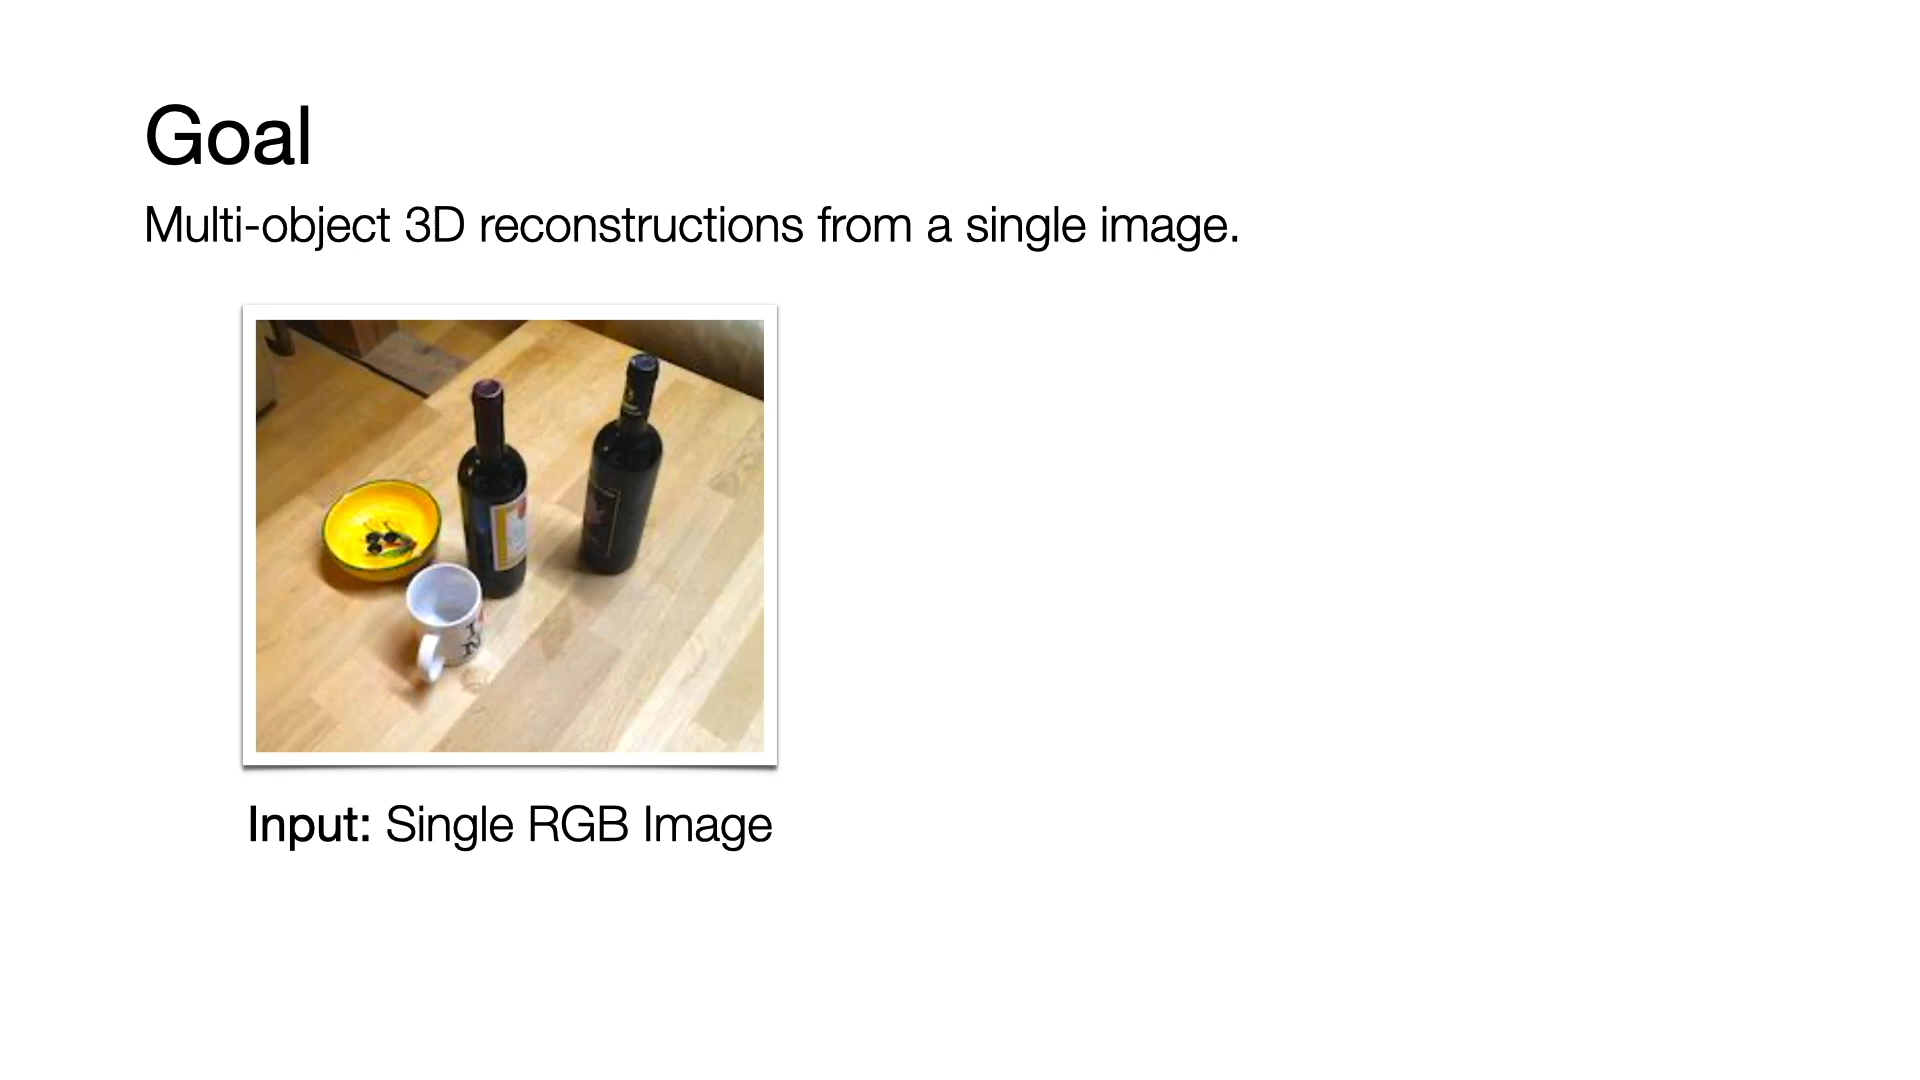 Goal
Multi-object 3D reconstructions from a single image.
I
N
Input: Single RGB Image